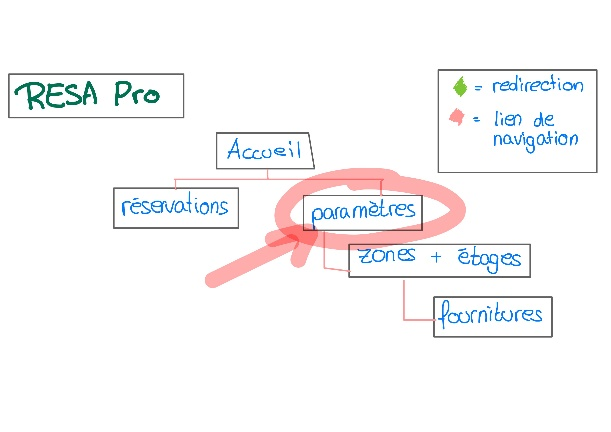 RESA Pro
= redirection
= lien de
navigation
Accueil
réservations
paramètres
zones + étages
fournitures